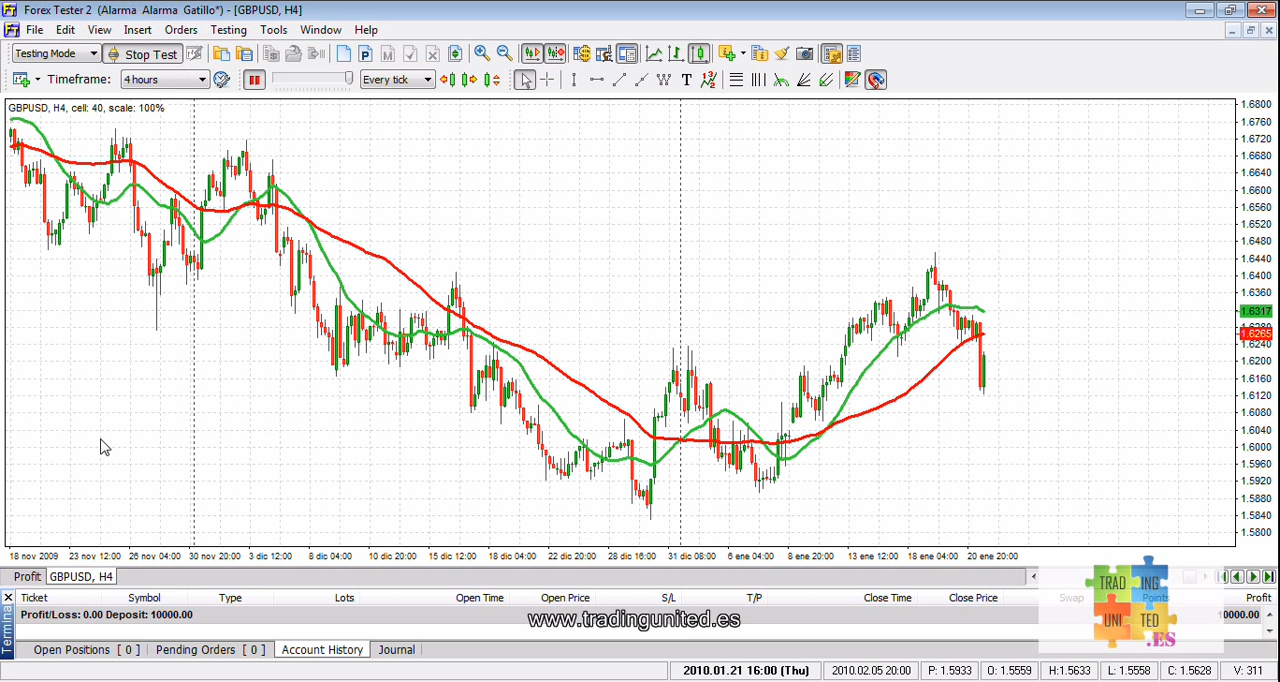 Forex Tester 2 (Alarma Alarma Gatillo*) - [GBPUSD, H4]
File Edit View Insert Orders Testing Tools Window Help
Testing Mode Stop Test
Timeframe: 4 hours Every tick
GBPUSD, H4, cell: 40, scale: 100%
1.6800
1.6760
1.6720
1.6680
1.6640
1.6600
1.6560
1.6520
1.6480
1.6440
1.6400
1.6360
1.6317
1.6280
1.6265
1.6240
1.6200
1.6160
1.6120
1.6080
1.6040
1.6000
1.5960
1.5920
1.5880
1.5840
1.5800
18 nov 2009 23 nov 12:00 26 nov 04:00 30 nov 20:00 3 dic 12:00 8 dic 04:00 10 dic 20:00 15 dic 12:00 18 dic 04:00 22 dic 20:00 28 dic 16:00 31 dic 08:00 6 ene 04:00 8 ene 20:00 13 ene 12:00 18 ene 04:00 20 ene 20:00
Profit GBPUSD, H4
Ticket Symbol Type Lots Open Time Open Price S/L T/P Close Time Close Price Swap Points Profit
Profit/Loss: 0.00 Deposit: 10000.00 10000.00
www.tradingunited.es
TRAD ING
UNI TED
.ES
Terminal
Open Positions [ 0 ] Pending Orders [ 0 ] Account History Journal
2010.01.21 16:00 (Thu) 2010.02.05 20:00 P: 1.5933 O: 1.5559 H: 1.5633 L: 1.5558 C: 1.5628 V: 311